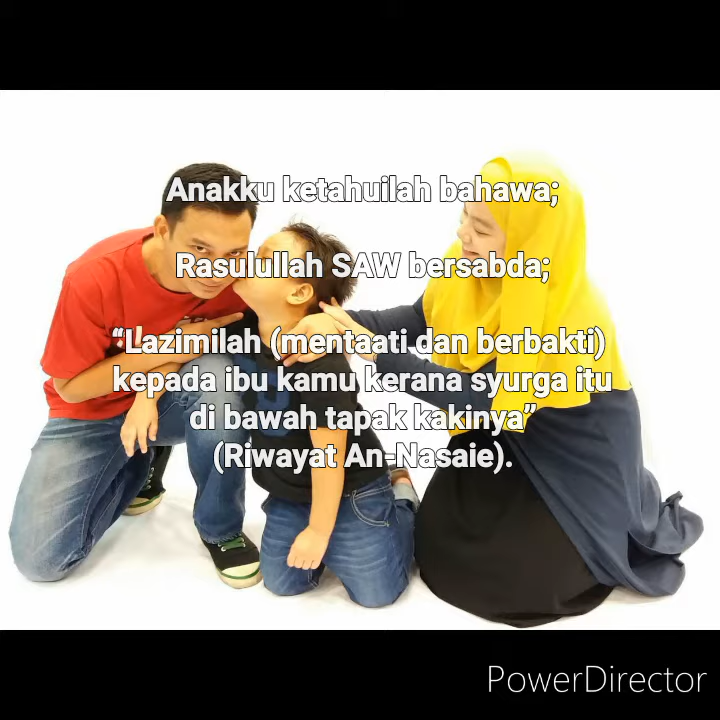 Anakku ketahuilah bahawa;
Rasulullah SAW bersabda;
“Lazimilah (mentaati dan berbakti)
kepada ibu kamu kerana syurga itu
di bawah tapak kakinya”
(Riwayat An-Nasaie).
PowerDirector